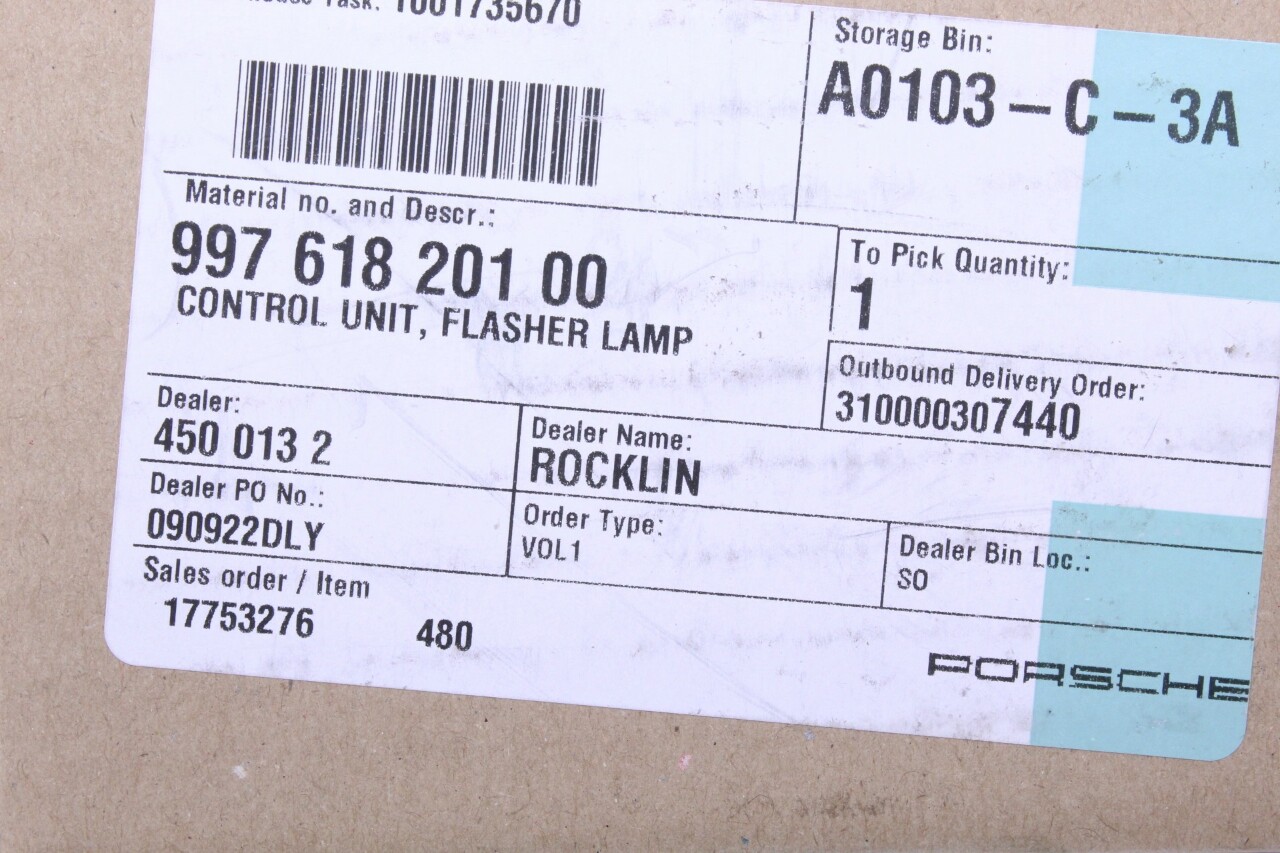 Task: 1001735670
Storage Bin:
A0103-C-3A
Material no. and Descr.:
997 618 201 00
CONTROL UNIT, FLASHER LAMP
To Pick Quantity:
1
Outbound Delivery Order:
310000307440
Dealer:
450 013 2
Dealer Name:
ROCKLIN
Dealer PO No.:
090922DLY
Order Type:
VOL1
Dealer Bin Loc.:
SO
Sales order / Item
17753276 480
PORSCHE